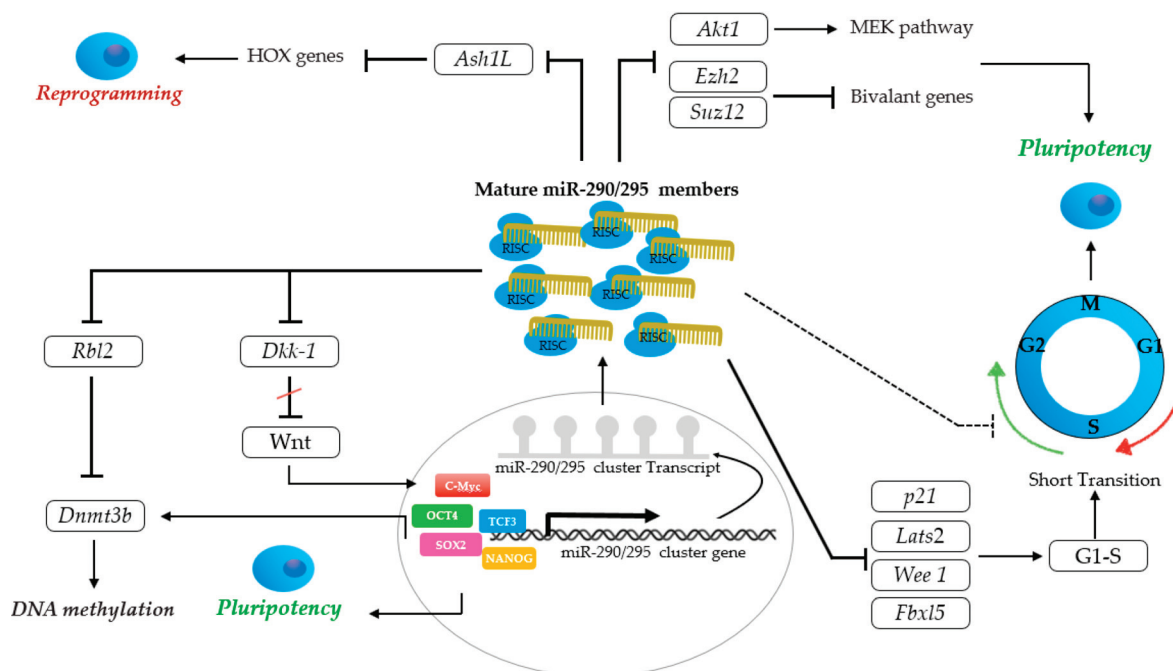 Akt1
MEK pathway
HOX genes
Ash1L
Ezh2
Reprogramming
Suz12
Bivalant genes
Pluripotency
Mature miR-290/295 members
RISC
RISC
RISC
RISC
RISC
RISC
RISC
M
G2
G1
S
Rbl2
Dkk-1
Wnt
miR-290/295 cluster Transcript
Short Transition
C-Myc
p21
OCT4
TCF3
Dnmt3b
Lats2
SOX2
NANOG
miR-290/295 cluster gene
G1-S
Wee 1
DNA methylation
Pluripotency
Fbxl5